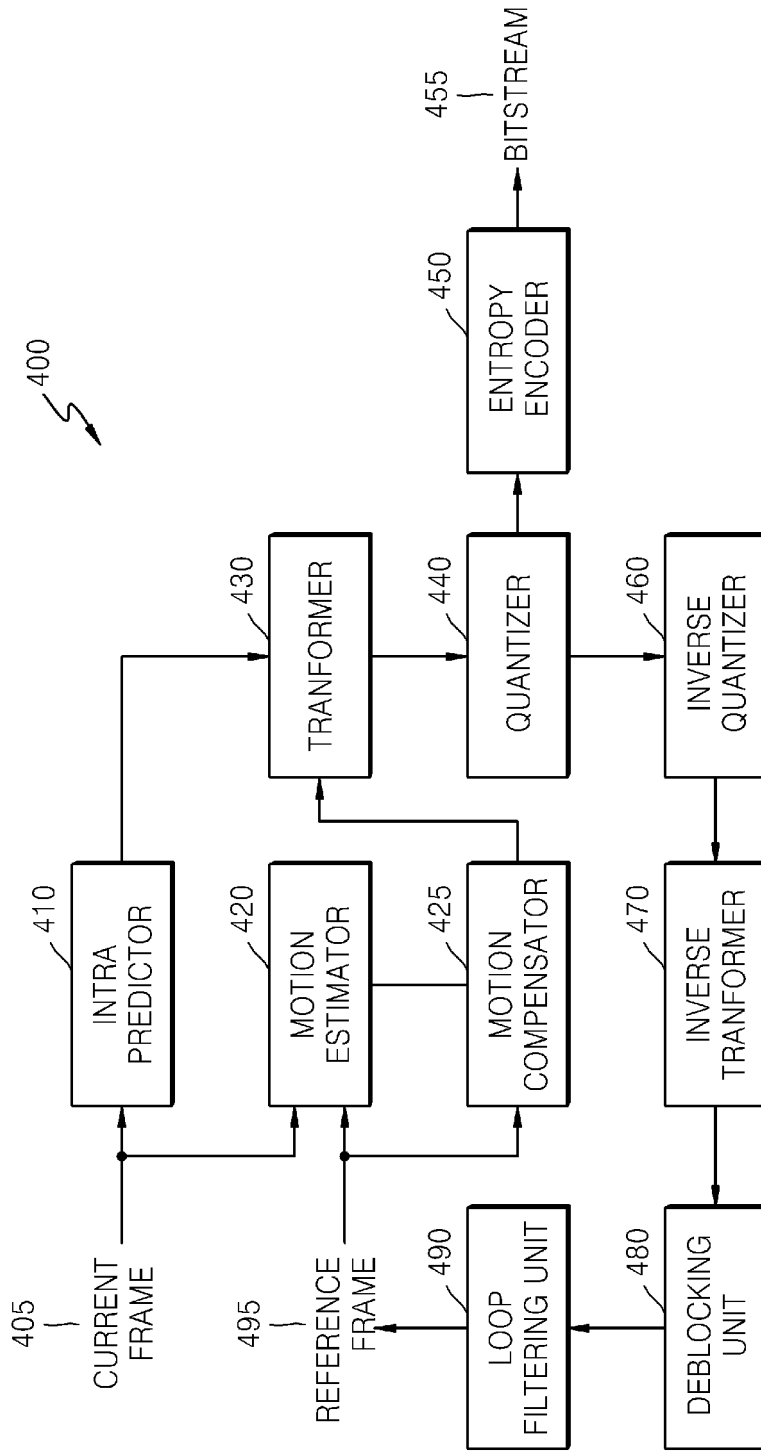 400
405
CURRENT
FRAME
410
INTRA
PREDICTOR
495
REFERENCE
FRAME
420
MOTION
ESTIMATOR
430
TRANFORMER
425
MOTION
COMPENSATOR
440
QUANTIZER
450
ENTROPY
ENCODER
455
BITSTREAM
490
LOOP
FILTERING UNIT
480
DEBLOCKING
UNIT
470
INVERSE
TRANFORMER
460
INVERSE
QUANTIZER